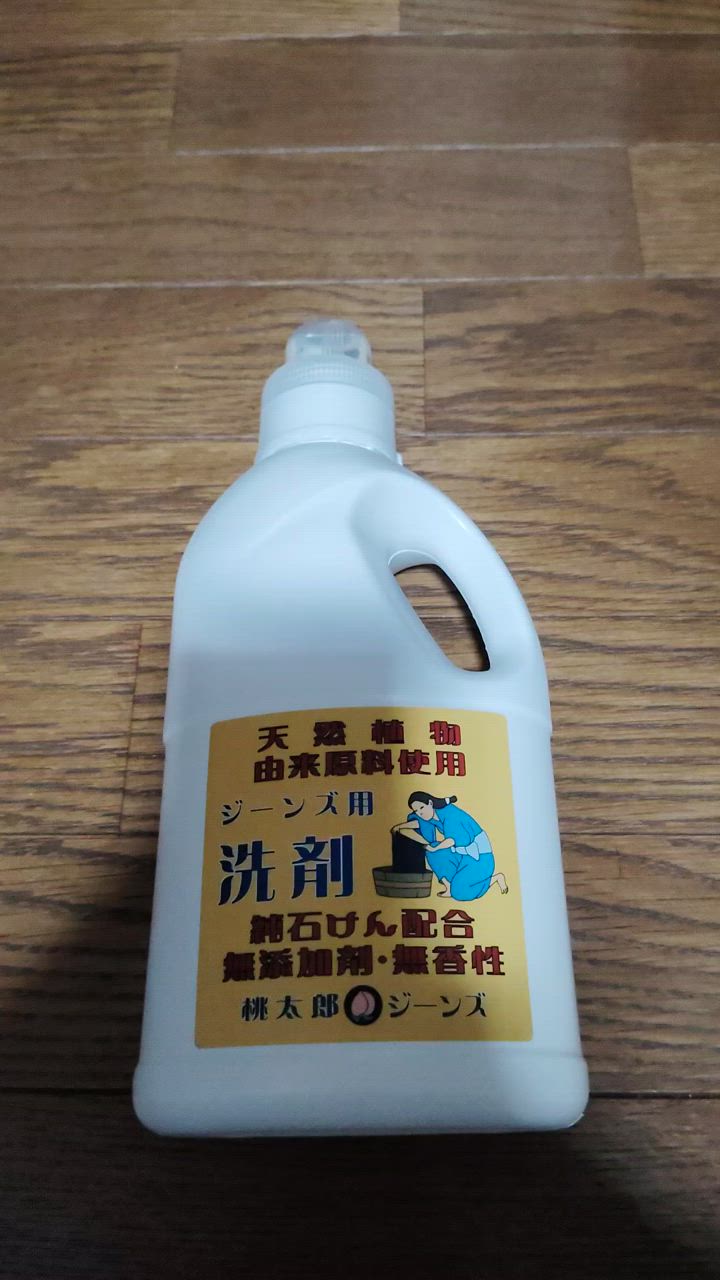 天然植物
由来原料使用
ジーンズ用
洗剤
純石けん配合
無添加剤・無香性
桃太郎ジーンズ